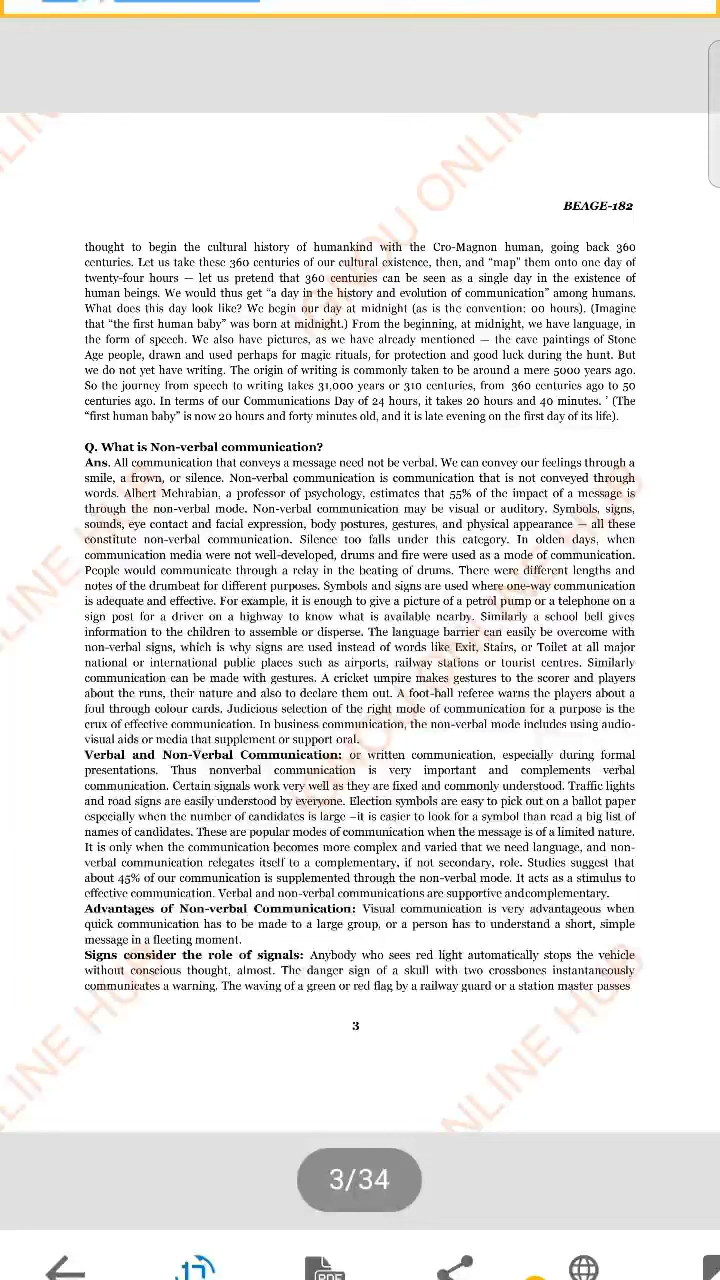 BEAGE-182
thought to begin the cultural history of humankind with the Cro-Magnon human, going back 360
centuries. Let us take these 360 centuries of our cultural existence, then, and “map” them onto one day of
twenty-four hours — let us pretend that 360 centuries can be seen as a single day in the existence of
human beings. We would thus get “a day in the history and evolution of communication” among humans.
What does this day look like? We begin our day at midnight (as is the convention: 00 hours). (Imagine
that “the first human baby” was born at midnight.) From the beginning, at midnight, we have language, in
the form of speech. We also have pictures, as we have already mentioned — the cave paintings of Stone
Age people, drawn and used perhaps for magic rituals, for protection and good luck during the hunt. But
we do not yet have writing. The origin of writing is commonly taken to be around a mere 5000 years ago.
So the journey from speech to writing takes 31,000 years or 310 centuries, from 360 centuries ago to 50
centuries ago. In terms of our Communications Day of 24 hours, it takes 20 hours and 40 minutes. ’ (The
“first human baby” is now 20 hours and forty minutes old, and it is late evening on the first day of its life).
Q. What is Non-verbal communication?
Ans. All communication that conveys a message need not be verbal. We can convey our feelings through a
smile, a frown, or silence. Non-verbal communication is communication that is not conveyed through
words. Albert Mehrabian, a professor of psychology, estimates that 55% of the impact of a message is
through the non-verbal mode. Non-verbal communication may be visual or auditory. Symbols, signs,
sounds, eye contact and facial expression, body postures, gestures, and physical appearance — all these
constitute non-verbal communication. Silence too falls under this category. In olden days, when
communication media were not well-developed, drums and fire were used as a mode of communication.
People would communicate through a relay in the beating of drums. There were different lengths and
notes of the drumbeat for different purposes. Symbols and signs are used where one-way communication
is adequate and effective. For example, it is enough to give a picture of a petrol pump or a telephone on a
sign post for a driver on a highway to know what is available nearby. Similarly a school bell gives
information to the children to assemble or disperse. The language barrier can easily be overcome with
non-verbal signs, which is why signs are used instead of words like Exit, Stairs, or Toilet at all major
national or international public places such as airports, railway stations or tourist centres. Similarly
communication can be made with gestures. A cricket umpire makes gestures to the scorer and players
about the runs, their nature and also to declare them out. A foot-ball referee warns the players about a
foul through colour cards. Judicious selection of the right mode of communication for a purpose is the
crux of effective communication. In business communication, the non-verbal mode includes using audio-
visual aids or media that supplement or support oral.
Verbal and Non-Verbal Communication: or written communication, especially during formal
presentations. Thus nonverbal communication is very important and complements verbal
communication. Certain signals work very well as they are fixed and commonly understood. Traffic lights
and road signs are easily understood by everyone. Election symbols are easy to pick out on a ballot paper
especially when the number of candidates is large –it is easier to look for a symbol than read a big list of
names of candidates. These are popular modes of communication when the message is of a limited nature.
It is only when the communication becomes more complex and varied that we need language, and non-
verbal communication relegates itself to a complementary, if not secondary, role. Studies suggest that
about 45% of our communication is supplemented through the non-verbal mode. It acts as a stimulus to
effective communication. Verbal and non-verbal communications are supportive andcomplementary.
Advantages of Non-verbal Communication: Visual communication is very advantageous when
quick communication has to be made to a large group, or a person has to understand a short, simple
message in a fleeting moment.
Signs consider the role of signals: Anybody who sees red light automatically stops the vehicle
without conscious thought, almost. The danger sign of a skull with two crossbones instantaneously
communicates a warning. The waving of a green or red flag by a railway guard or a station master passes
3
3/34